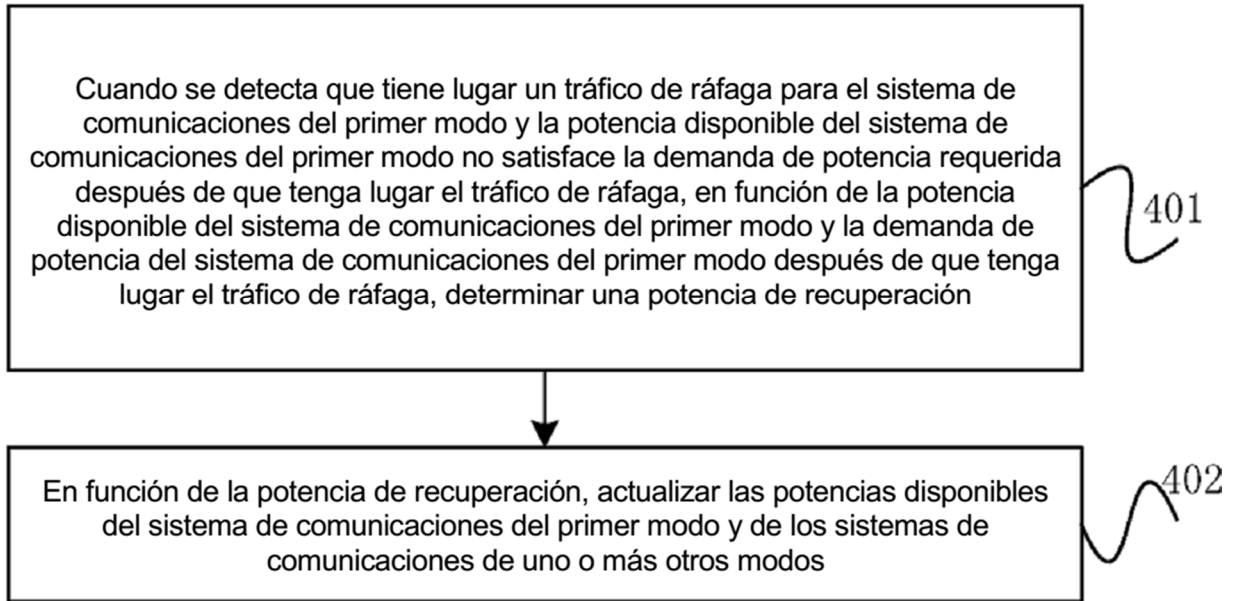 Cuando se detecta que tiene lugar un tráfico de ráfaga para el sistema de
comunicaciones del primer modo y la potencia disponible del sistema de
comunicaciones del primer modo no satisface la demanda de potencia requerida
después de que tenga lugar el tráfico de ráfaga, en función de la potencia
disponible del sistema de comunicaciones del primer modo y la demanda de
potencia del sistema de comunicaciones del primer modo después de que tenga
lugar el tráfico de ráfaga, determinar una potencia de recuperación
401
En función de la potencia de recuperación, actualizar las potencias disponibles
del sistema de comunicaciones del primer modo y de los sistemas de
comunicaciones de uno o más otros modos
402